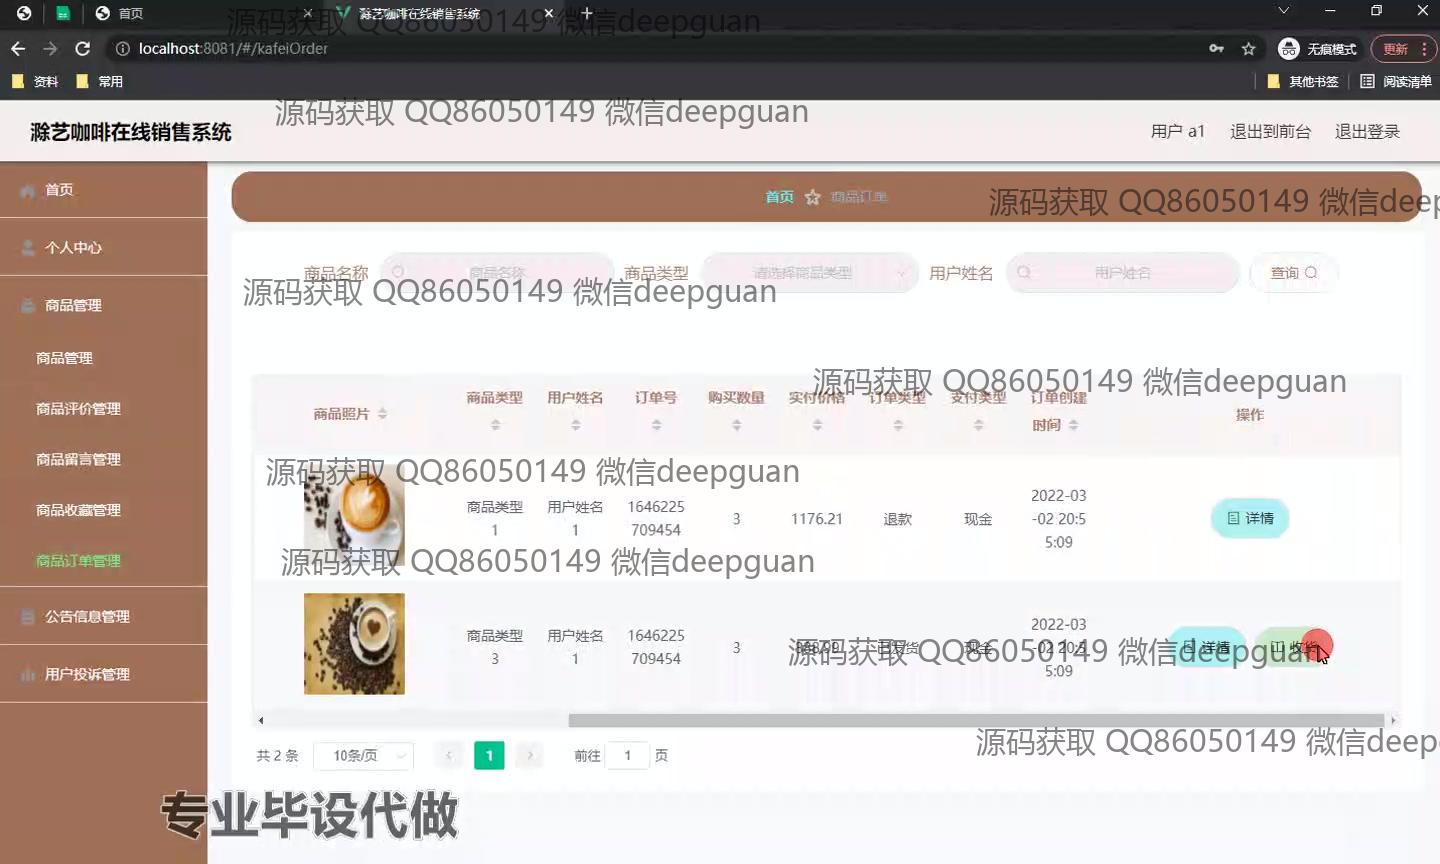 首页
滁艺咖啡在线销售系统
localhost:8081/#/kafeiOrder
无痕模式
更新
资料
常用
其他书签
阅读清单
源码获取 QQ86050149 微信deepguan
源码获取 QQ86050149 微信deepguan
滁艺咖啡在线销售系统
用户 a1
退出到前台
退出登录
首页
个人中心
商品管理
商品管理
商品评价管理
商品留言管理
商品收藏管理
商品订单管理
公告信息管理
用户投诉管理
首页
商品订单
源码获取 QQ86050149 微信deep
商品名称
商品名称
商品类型
请选择商品类型
用户姓名
用户姓名
查询
源码获取 QQ86050149 微信deepguan
源码获取 QQ86050149 微信deepguan
商品照片
商品类型
用户姓名
订单号
购买数量
实付价格
订单类型
支付类型
订单创建
时间
操作
源码获取 QQ86050149 微信deepguan
商品类型
1
用户姓名
1
1646225
709454
3
1176.21
退款
现金
2022-03
-02 20:5
5:09
详情
源码获取 QQ86050149 微信deepguan
商品类型
3
用户姓名
1
1646225
709454
3
已发货
现金
2022-03
-02 20:5
5:09
详情
收货
源码获取 QQ86050149 微信deepguan
共 2 条
10条/页
1
前往
1
页
源码获取 QQ86050149 微信deep
专业毕设代做